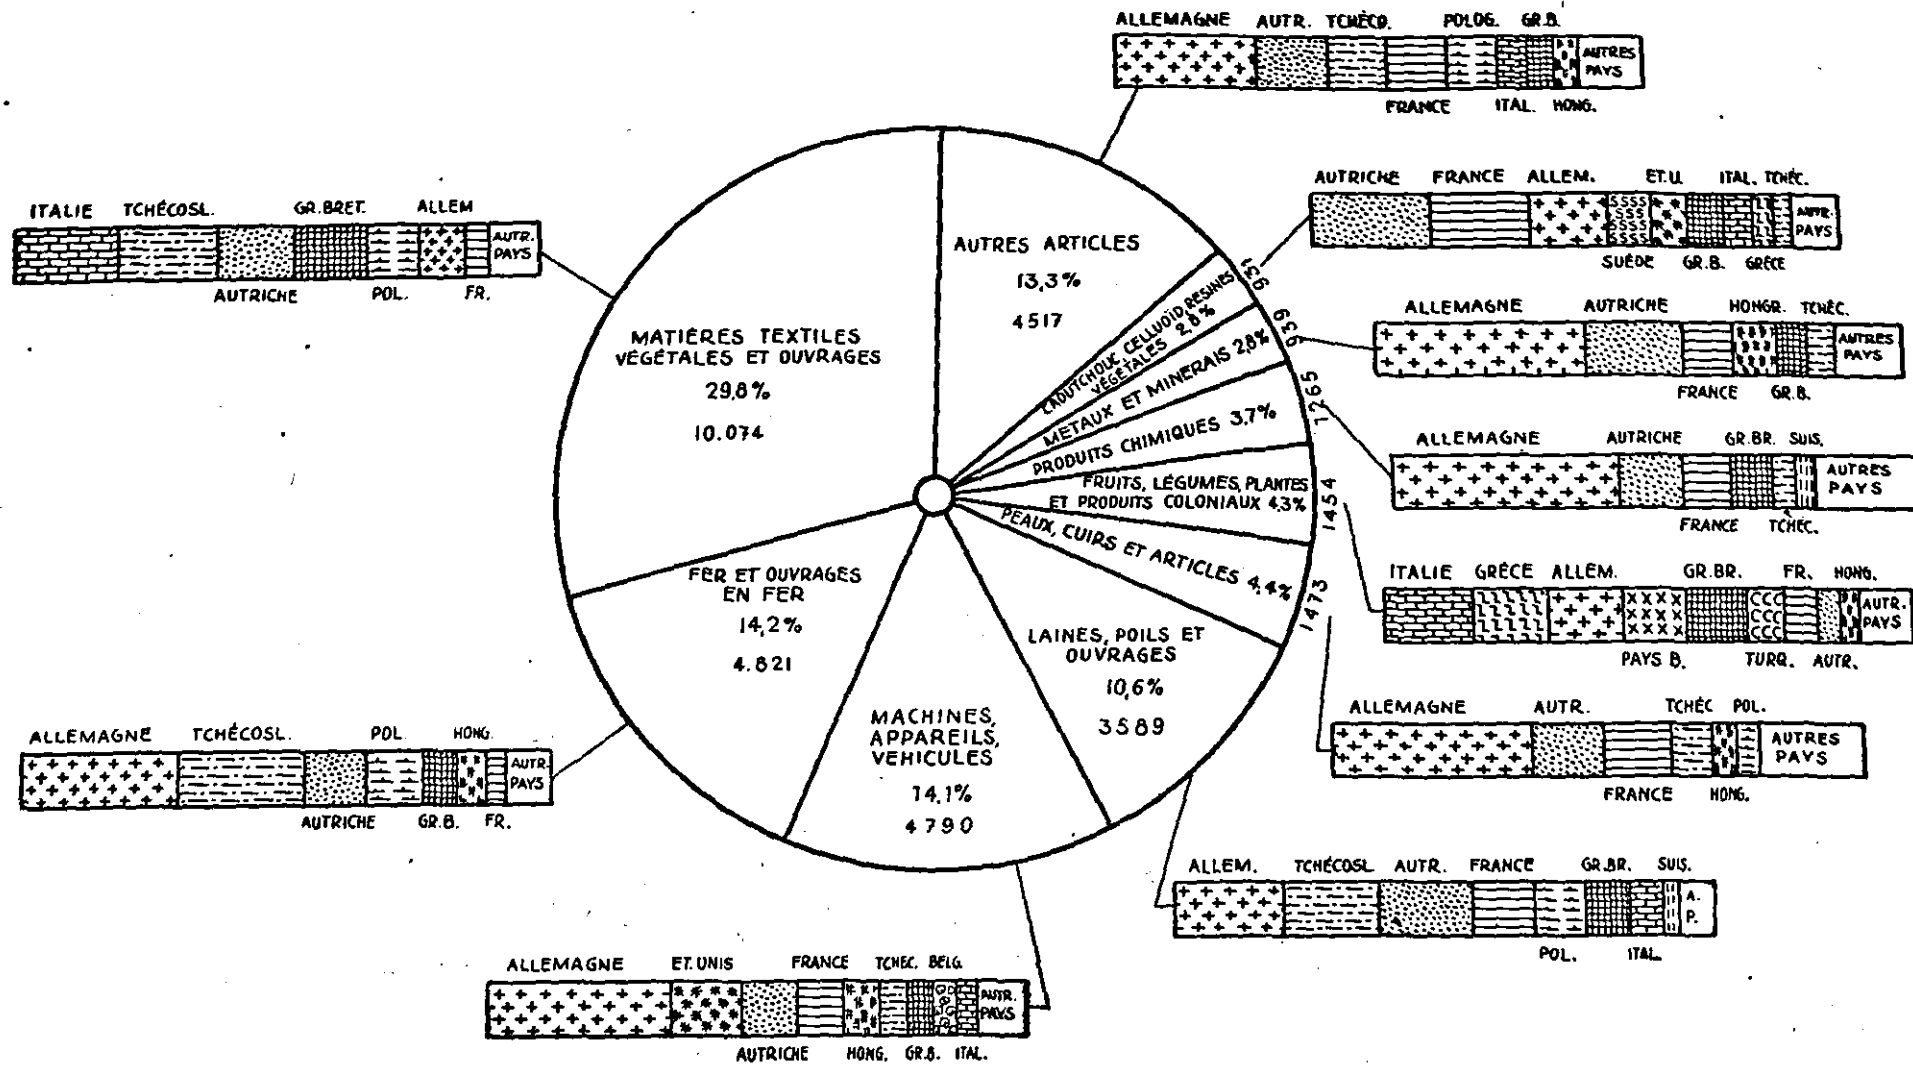 ALLEMAGNE AUTR. TCHÈCO. POLOG. GR.B.
AUTRES
PAYS
FRANCE ITAL. HONG.
AUTRICHE FRANCE ALLEM. ET.U. ITAL. TCHÉC.
AUTR.
PAYS
SUÈDE GR.B. GRÈCE
ITALIE TCHÉCOSL. GR.BRET. ALLEM
AUTR.
PAYS
AUTRICHE POL. FR.
ALLEMAGNE AUTRICHE HONGR. TCHÉC.
AUTRES
PAYS
FRANCE GR.B.
ALLEMAGNE AUTRICHE GR.BR. SUIS.
AUTRES
PAYS
FRANCE TCHÉC.
ITALIE GRÈCE ALLEM. GR.BR. FR. HONG.
AUTR.
PAYS
PAYS B. TURQ. AUTR.
ALLEMAGNE AUTR. TCHÉC POL.
AUTRES
PAYS
FRANCE HONG.
ALLEMAGNE TCHÉCOSL. POL. HONG.
AUTR.
PAYS
AUTRICHE GR.B. FR.
ALLEM. TCHÉCOSL AUTR. FRANCE GR.BR. SUIS.
A.
P.
POL. ITAL.
ALLEMAGNE ET.UNIS FRANCE TCHÉC. BELG.
AUTR.
PAYS
AUTRICHE HONG. GR.B. ITAL.
AUTRES ARTICLES
13,3%
4517
CAOUTCHOUC, CELLUOÏD, RESINES
VÉGÉTALES 2,8%
931
METAUX ET MINERAIS 2,8%
939
PRODUITS CHIMIQUES 3,7%
1265
FRUITS, LÉGUMES, PLANTES
ET PRODUITS COLONIAUX 4,3%
1454
PEAUX, CUIRS ET ARTICLES 4,4%
1473
LAINES, POILS ET
OUVRAGES
10,6%
3589
MACHINES,
APPAREILS,
VÉHICULES
14,1%
4790
FER ET OUVRAGES
EN FER
14,2%
4.821
MATIÈRES TEXTILES
VÉGÉTALES ET OUVRAGES
29,8%
10.074